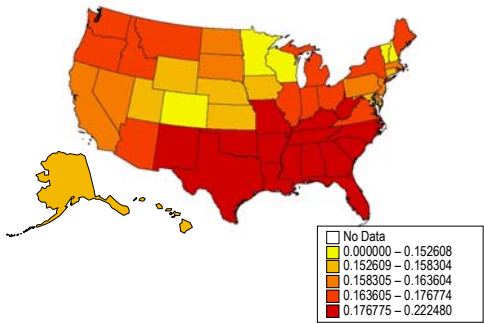 No Data
0.000000 – 0.152608
0.152609 – 0.158304
0.158305 – 0.163604
0.163605 – 0.176774
0.176775 – 0.222480